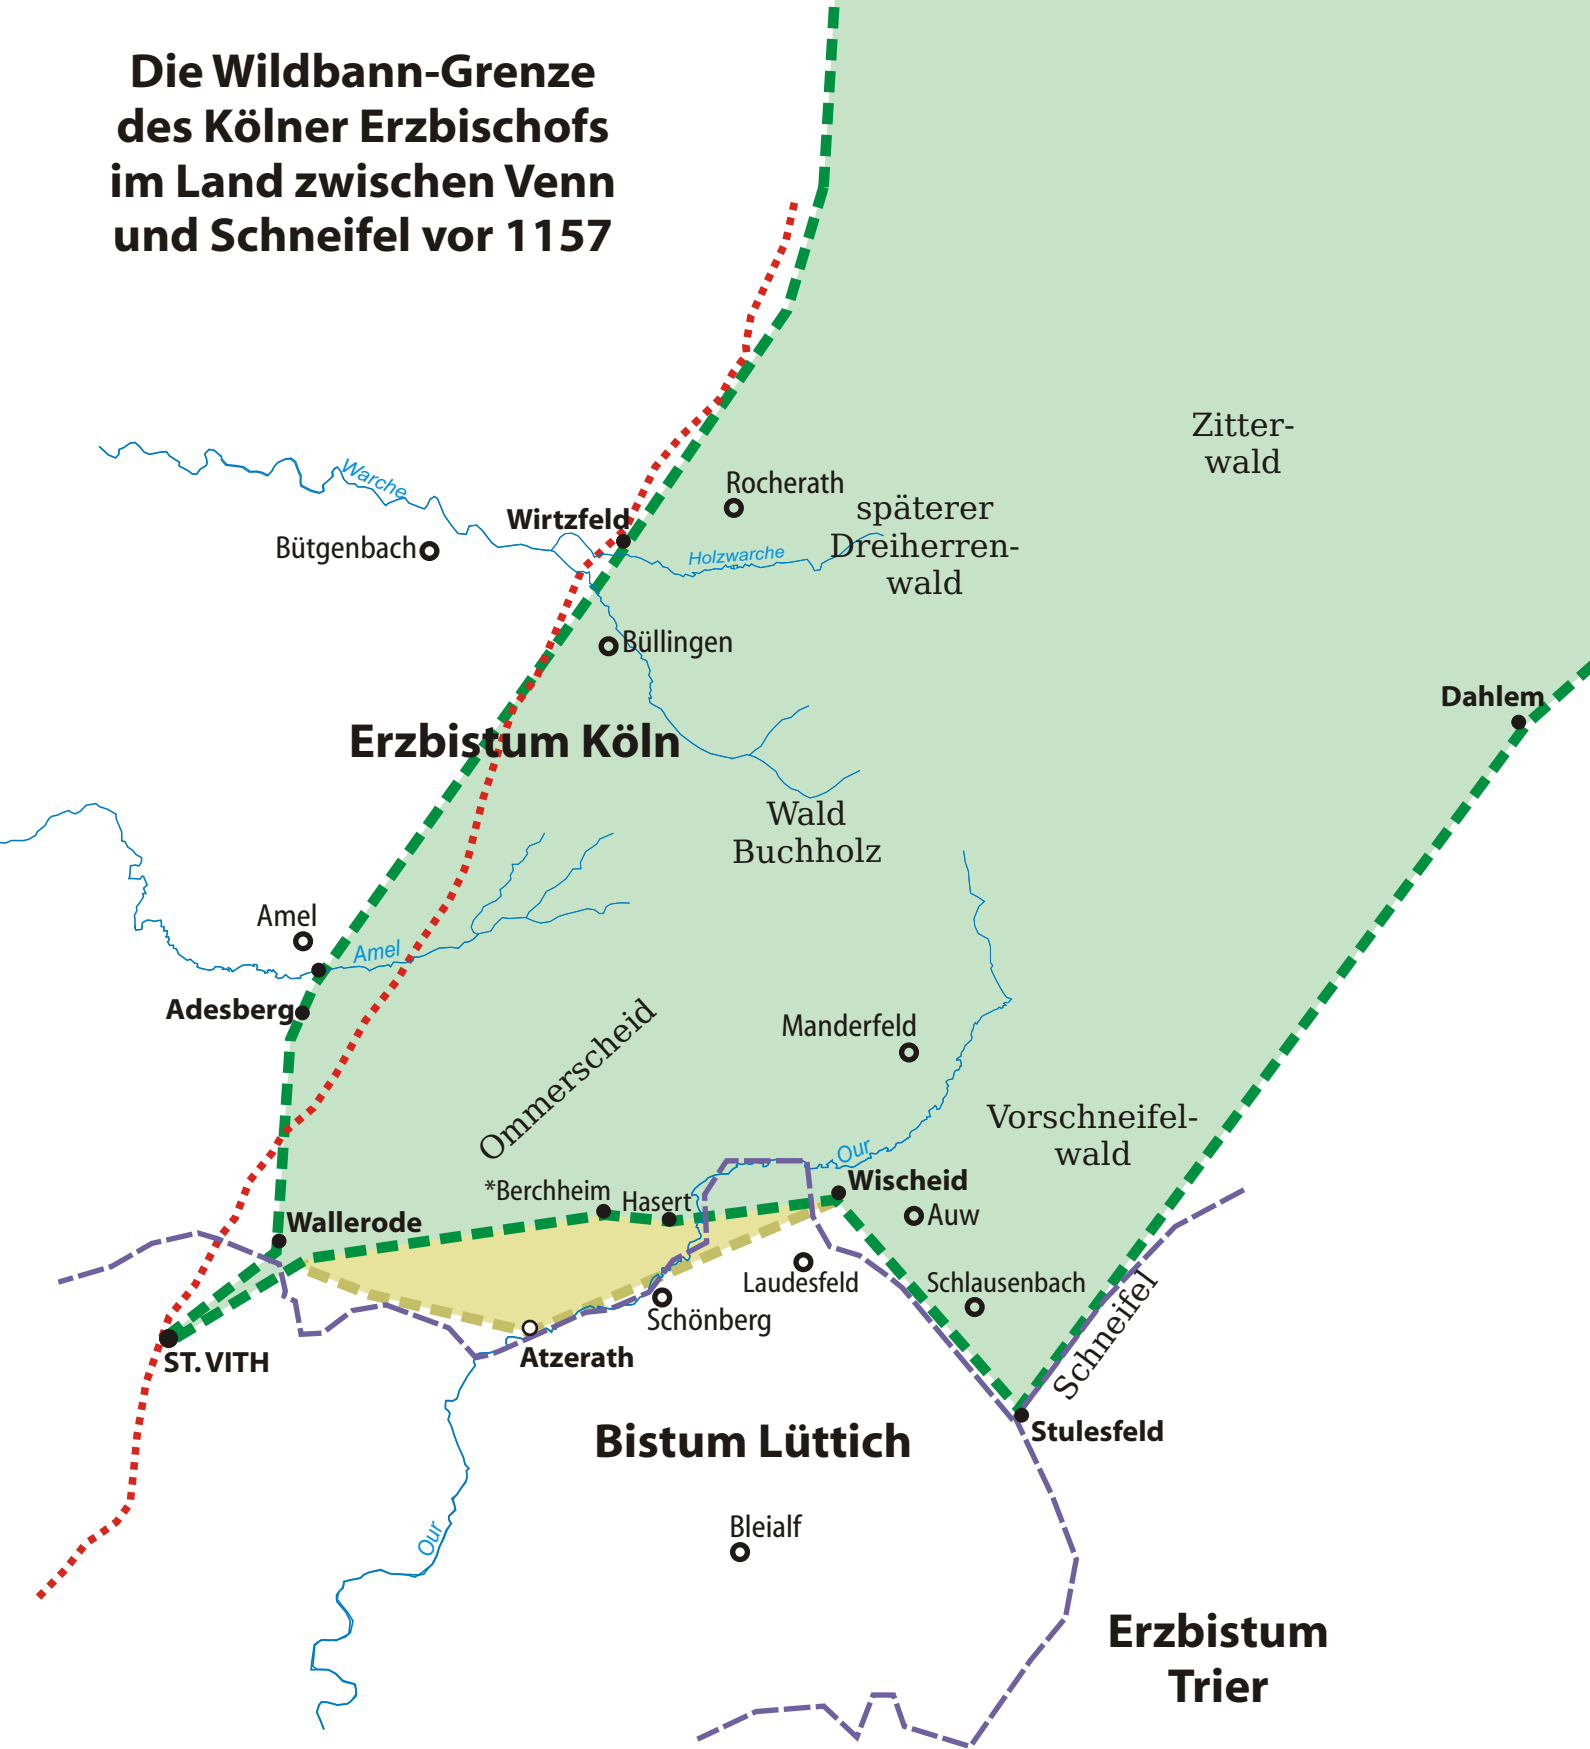 Die Wildbann-Grenze
des Kölner Erzbischofs
im Land zwischen Venn
und Schneifel vor 1157
Zitter-
wald
Warche
Rocherath
späterer
Dreiherren-
wald
Wirtzfeld
Bütgenbach
Holzwarche
Büllingen
Dahlem
Erzbistum Köln
Wald
Buchholz
Amel
Amel
Adesberg
Ommerscheid
Manderfeld
Vorschneifel-
wald
Our
Wischeid
*Berchheim
Hasert
Auw
Wallerode
Laudesfeld
Schlausenbach
Schönberg
Schneifel
Atzerath
ST. VITH
Stulesfeld
Bistum Lüttich
Bleialf
Our
Erzbistum
Trier